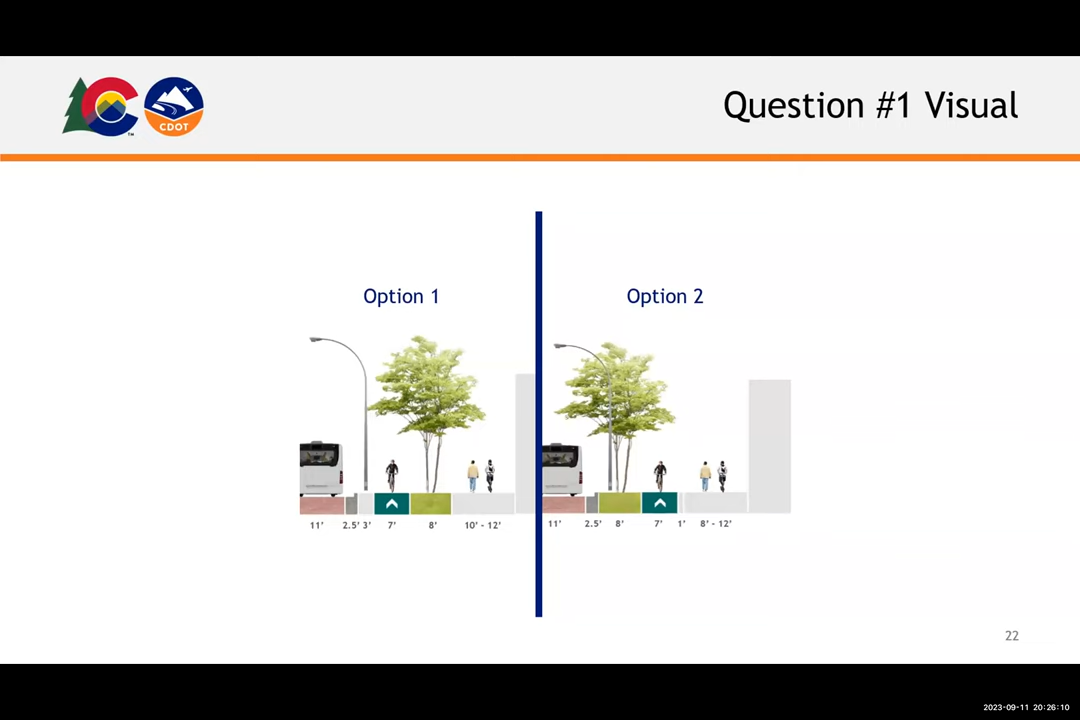 CDOT
TM
Question #1 Visual
Option 1
Option 2
11' 2.5' 3' 7' 8' 10' - 12'
11' 2.5' 8' 7' 1' 8' - 12'
22
2023-09-11 20:26:10